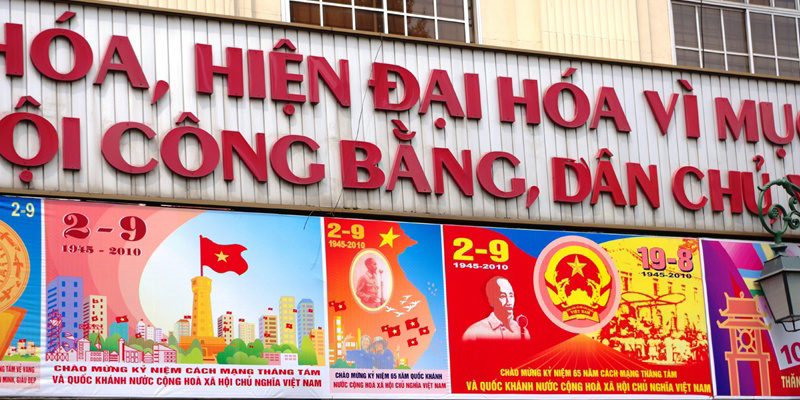 HÓA, HIỆN ĐẠI HÓA VÌ MỤC
ỘI CÔNG BẰNG, DÂN CHỦ
2-9
2-9
1945-2010
CHÀO MỪNG KỶ NIỆM CÁCH MẠNG THÁNG TÁM
VÀ QUỐC KHÁNH NƯỚC CỘNG HOÀ XÃ HỘI CHỦ NGHĨA VIỆT NAM
2-9
1945-2010
CHÀO MỪNG KỶ NIỆM 65 NĂM QUỐC KHÁNH
NƯỚC CỘNG HOÀ XÃ HỘI CHỦ NGHĨA VIỆT NAM
2-9
1945-2010
19-8
1945-2010
CHÀO MỪNG KỶ NIỆM 65 NĂM CÁCH MẠNG THÁNG TÁM
VÀ QUỐC KHÁNH NƯỚC CỘNG HOÀ XÃ HỘI CHỦ NGHĨA VIỆT NAM
10